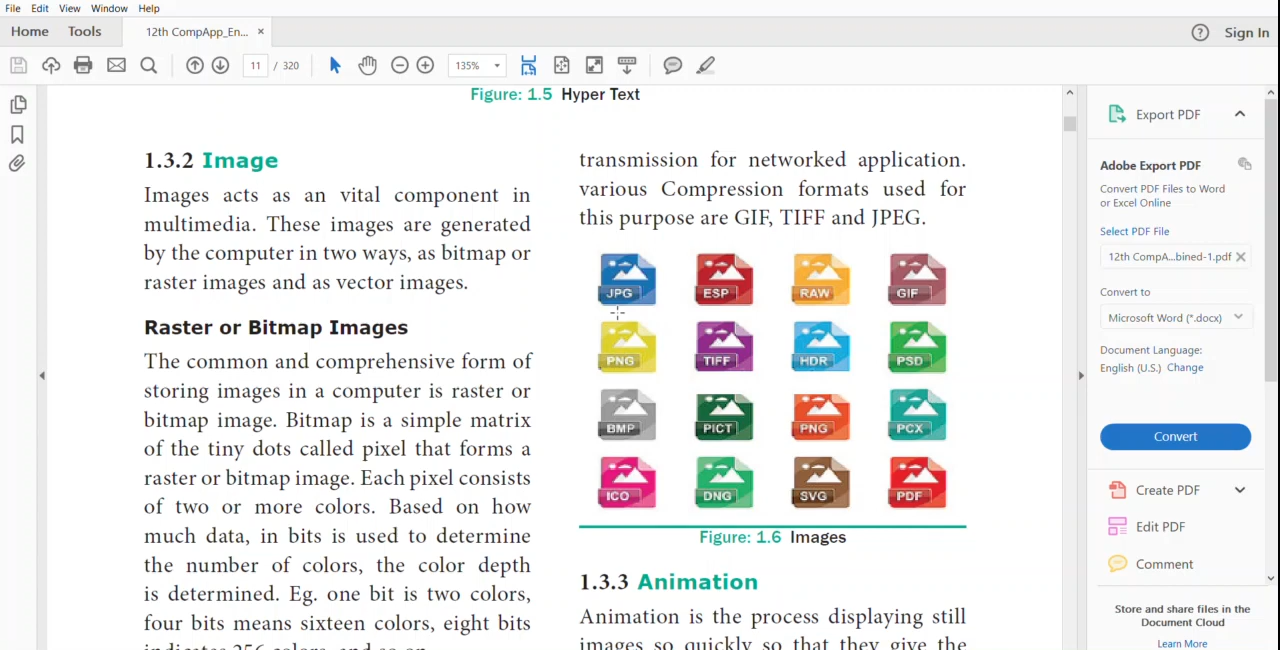 File Edit View Window Help
Home Tools 12th CompApp_En... × Sign In
11 / 320 135%
Figure: 1.5 Hyper Text
1.3.2 Image
Images acts as an vital component in
multimedia. These images are generated
by the computer in two ways, as bitmap or
raster images and as vector images.
Raster or Bitmap Images
The common and comprehensive form of
storing images in a computer is raster or
bitmap image. Bitmap is a simple matrix
of the tiny dots called pixel that forms a
raster or bitmap image. Each pixel consists
of two or more colors. Based on how
much data, in bits is used to determine
the number of colors, the color depth
is determined. Eg. one bit is two colors,
four bits means sixteen colors, eight bits
indicates 256 colors, and so on.
transmission for networked application.
various Compression formats used for
this purpose are GIF, TIFF and JPEG.
JPG ESP RAW GIF
PNG TIFF HDR PSD
BMP PICT PNG PCX
ICO DNG SVG PDF
Figure: 1.6 Images
1.3.3 Animation
Animation is the process displaying still
images so quickly so that they give the
Export PDF
Adobe Export PDF
Convert PDF Files to Word
or Excel Online
Select PDF File
12th CompA...bined-1.pdf
Convert to
Microsoft Word (*.docx)
Document Language:
English (U.S.) Change
Convert
Create PDF
Edit PDF
Comment
Store and share files in the
Document Cloud
Learn More